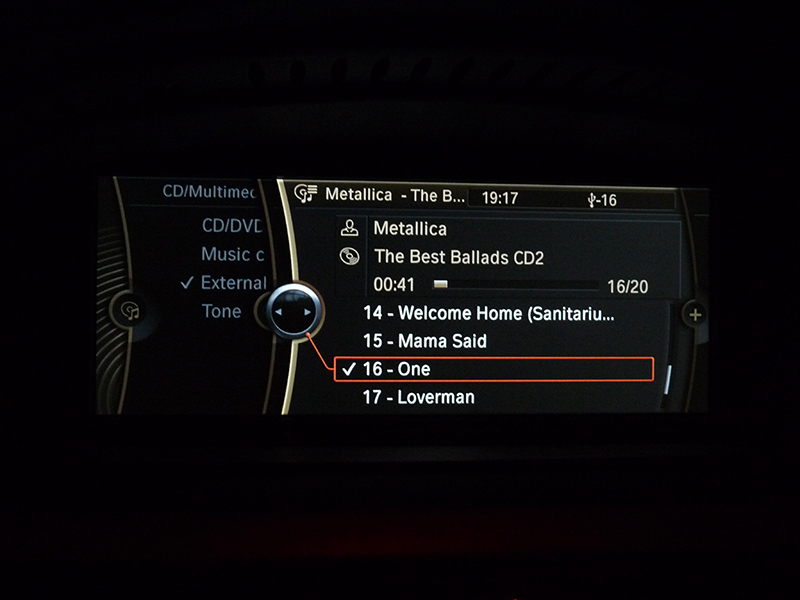 CD/Multimec
CD/DVD
Music c
✓ External
Tone
Metallica - The B... 19:17 -16
Metallica
The Best Ballads CD2
00:41 16/20
14 - Welcome Home (Sanitariu...
15 - Mama Said
✓ 16 - One
17 - Loverman